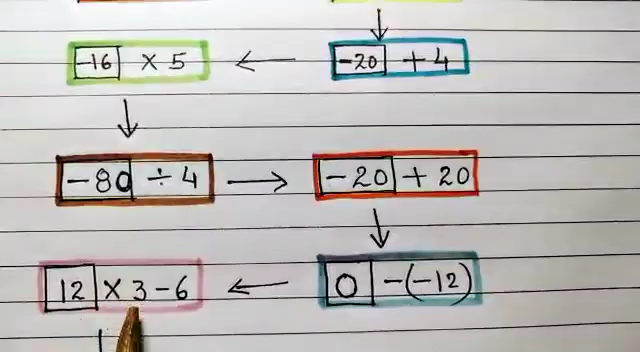 -16 × 5 ← -20 + 4
-80 ÷ 4 → -20 + 20
12 × 3 - 6 ← 0 -(-12)